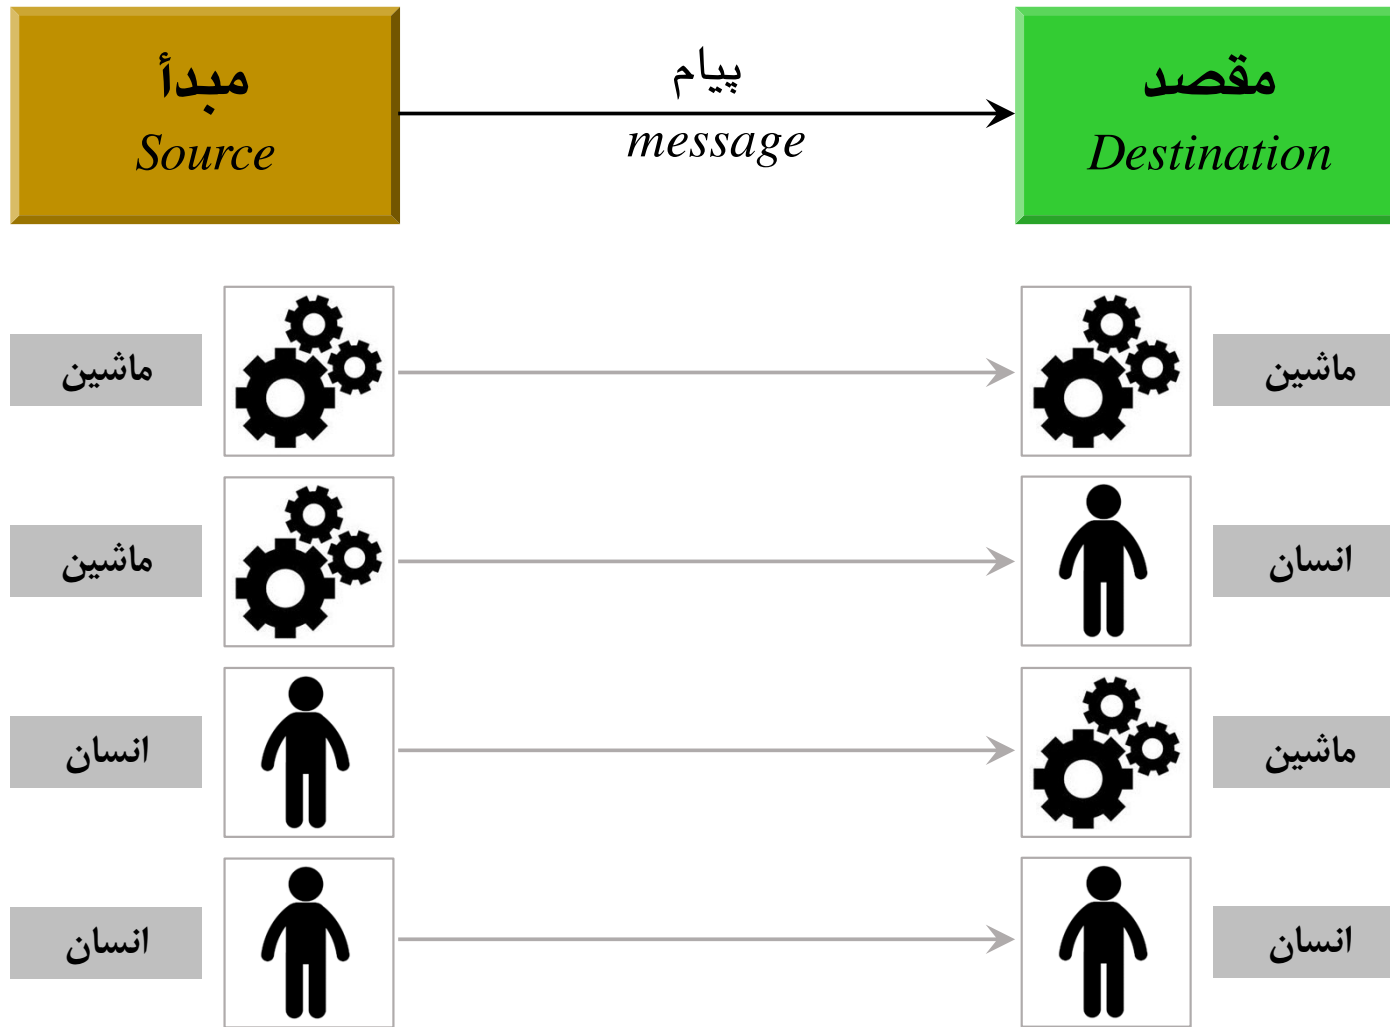 مبدأ
Source
پیام
message
مقصد
Destination
ماشین
ماشین
ماشین
انسان
انسان
ماشین
انسان
انسان